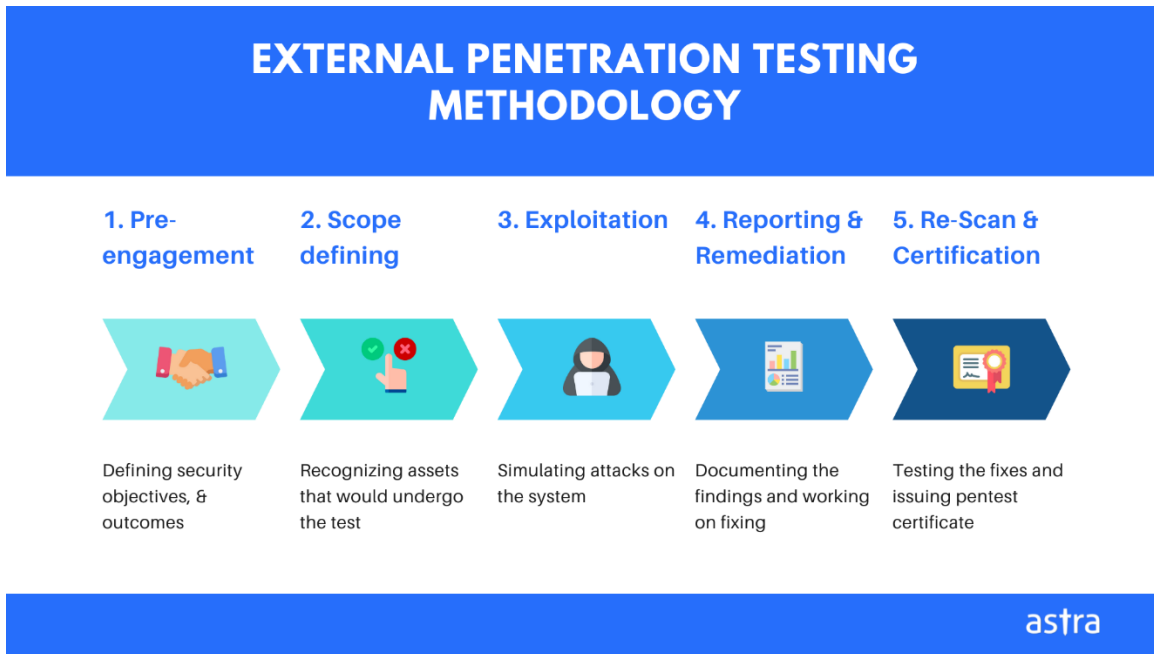 EXTERNAL PENETRATION TESTING
METHODOLOGY
1. Pre-
engagement
2. Scope
defining
3. Exploitation
4. Reporting &
Remediation
5. Re-Scan &
Certification
Defining security
objectives, &
outcomes
Recognizing assets
that would undergo
the test
Simulating attacks on
the system
Documenting the
findings and working
on fixing
Testing the fixes and
issuing pentest
certificate
astra